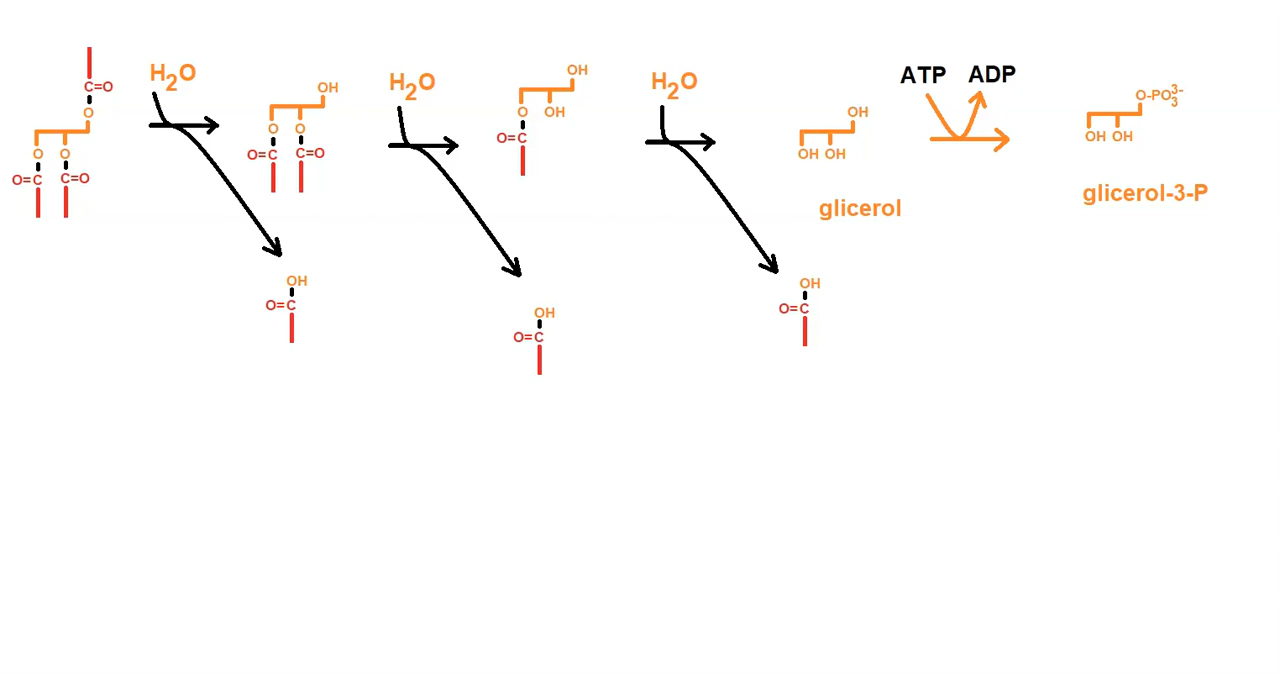 C=O
O
O O
O=C C=O
H2O
OH
O O
O=C C=O
OH
O=C
H2O
OH
O OH
O=C
OH
O=C
H2O
OH
OH OH
glicerol
OH
O=C
ATP ADP
O-PO3 3-
OH OH
glicerol-3-P